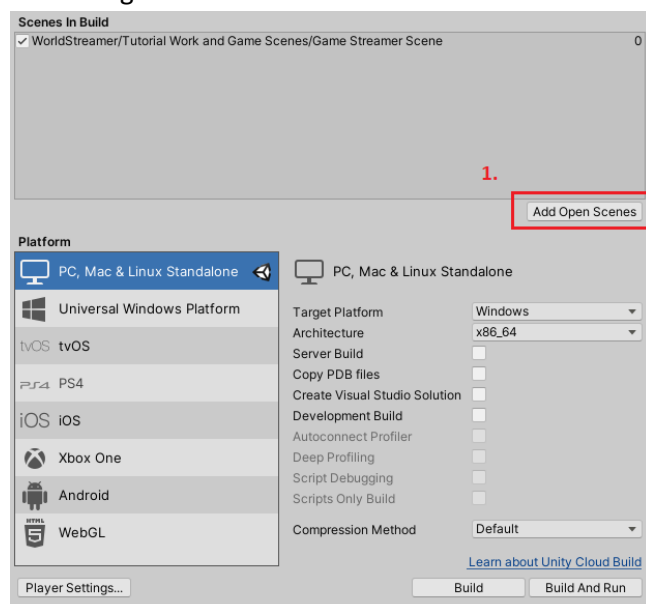 Scenes In Build
WorldStreamer/Tutorial Work and Game Scenes/Game Streamer Scene 0
1.
Add Open Scenes
Platform
PC, Mac & Linux Standalone
Universal Windows Platform
tvOS tvOS
PS4 PS4
iOS iOS
Xbox One
Android
HTML 5 WebGL
PC, Mac & Linux Standalone
Target Platform Windows
Architecture x86_64
Server Build
Copy PDB files
Create Visual Studio Solution
Development Build
Autoconnect Profiler
Deep Profiling
Script Debugging
Scripts Only Build
Compression Method Default
Learn about Unity Cloud Build
Player Settings... Build Build And Run